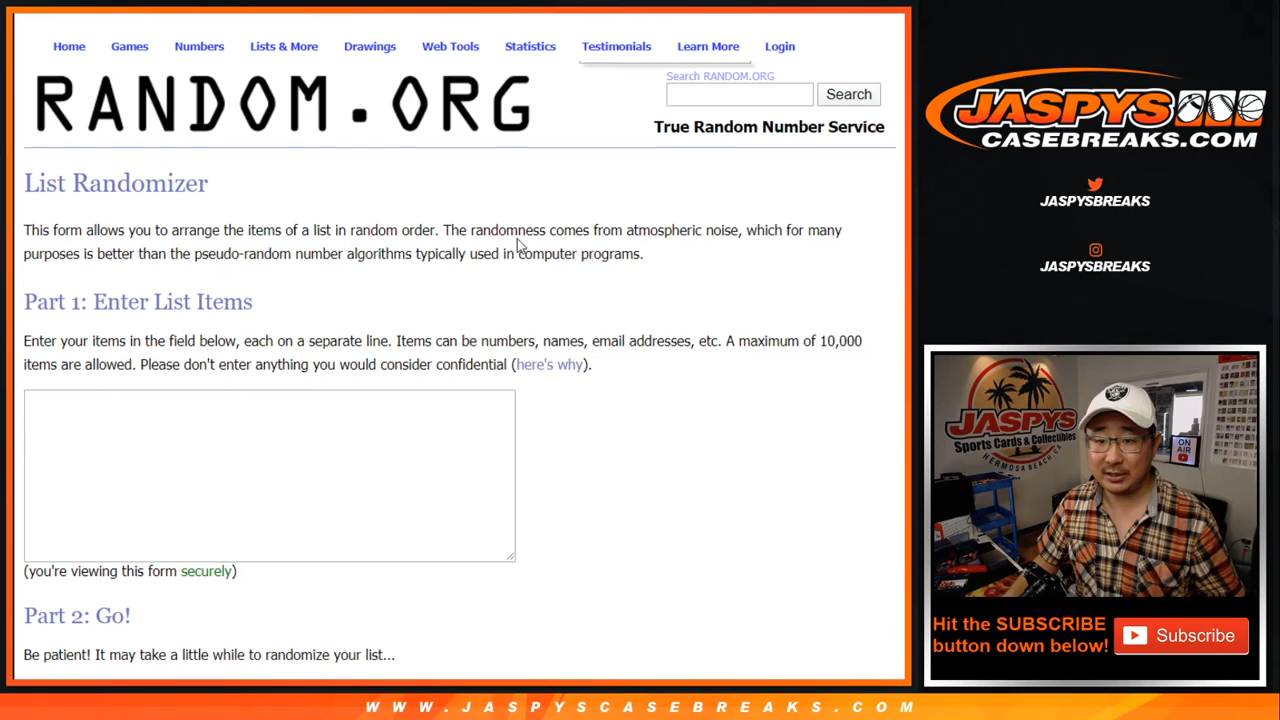 Home Games Numbers Lists & More Drawings Web Tools Statistics Testimonials Learn More Login
RANDOM.ORG
Search RANDOM.ORG
Search
True Random Number Service
List Randomizer
This form allows you to arrange the items of a list in random order. The randomness comes from atmospheric noise, which for many
purposes is better than the pseudo-random number algorithms typically used in computer programs.
Part 1: Enter List Items
Enter your items in the field below, each on a separate line. Items can be numbers, names, email addresses, etc. A maximum of 10,000
items are allowed. Please don't enter anything you would consider confidential (here's why).
(you're viewing this form securely)
Part 2: Go!
Be patient! It may take a little while to randomize your list...
JASPYS
CASEBREAKS.COM
JASPYSBREAKS
JASPYSBREAKS
JASPYS
Sports Cards & Collectibles
HERMOSA BEACH, CA
ON
AIR
Hit the SUBSCRIBE
button down below!
Subscribe
WWW.JASPYSCASEBREAKS.COM